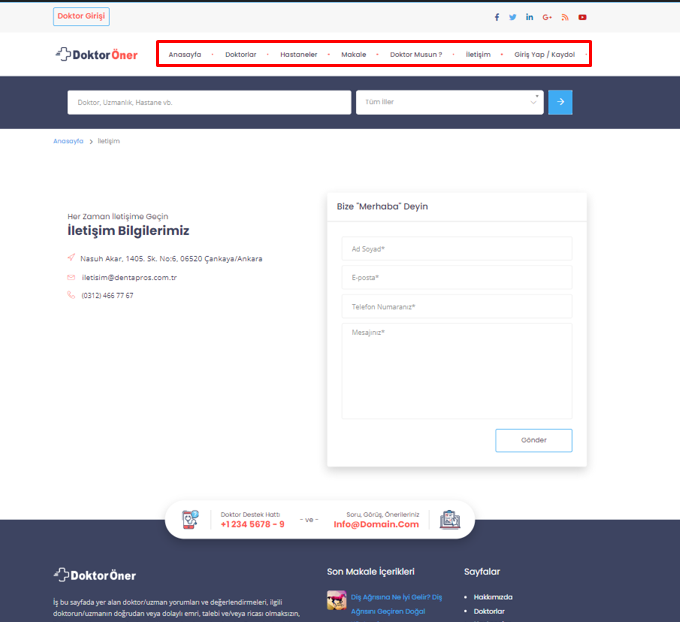 Doktor Girişi
DoktorÖner
Anasayfa
Doktorlar
Hastaneler
Makale
Doktor Musun ?
İletişim
Giriş Yap / Kaydol
Doktor, Uzmanlık, Hastane vb.
Tüm İller
Anasayfa > İletişim
Her Zaman İletişime Geçin
İletişim Bilgilerimiz
Nasuh Akar, 1405. Sk. No:6, 06520 Çankaya/Ankara
iletisim@dentapros.com.tr
(0312) 466 77 67
Bize "Merhaba" Deyin
Ad Soyad*
E-posta*
Telefon Numaranız*
Mesajınız*
Gönder
Doktor Destek Hattı
+1 234 5678 - 9
- ve -
Soru, Görüş, Önerileriniz
Info@Domain.Com
DoktorÖner
İş bu sayfada yer alan doktor/uzman yorumları ve değerlendirmeleri, ilgili
doktorun/uzmanın doğrudan veya dolaylı emri, talebi ve/veya ricası olmaksızın,
Son Makale İçerikleri
Diş Ağrısına Ne İyi Gelir? Diş
Ağrısını Geçiren Doğal
Sayfalar
Hakkımızda
Doktorlar